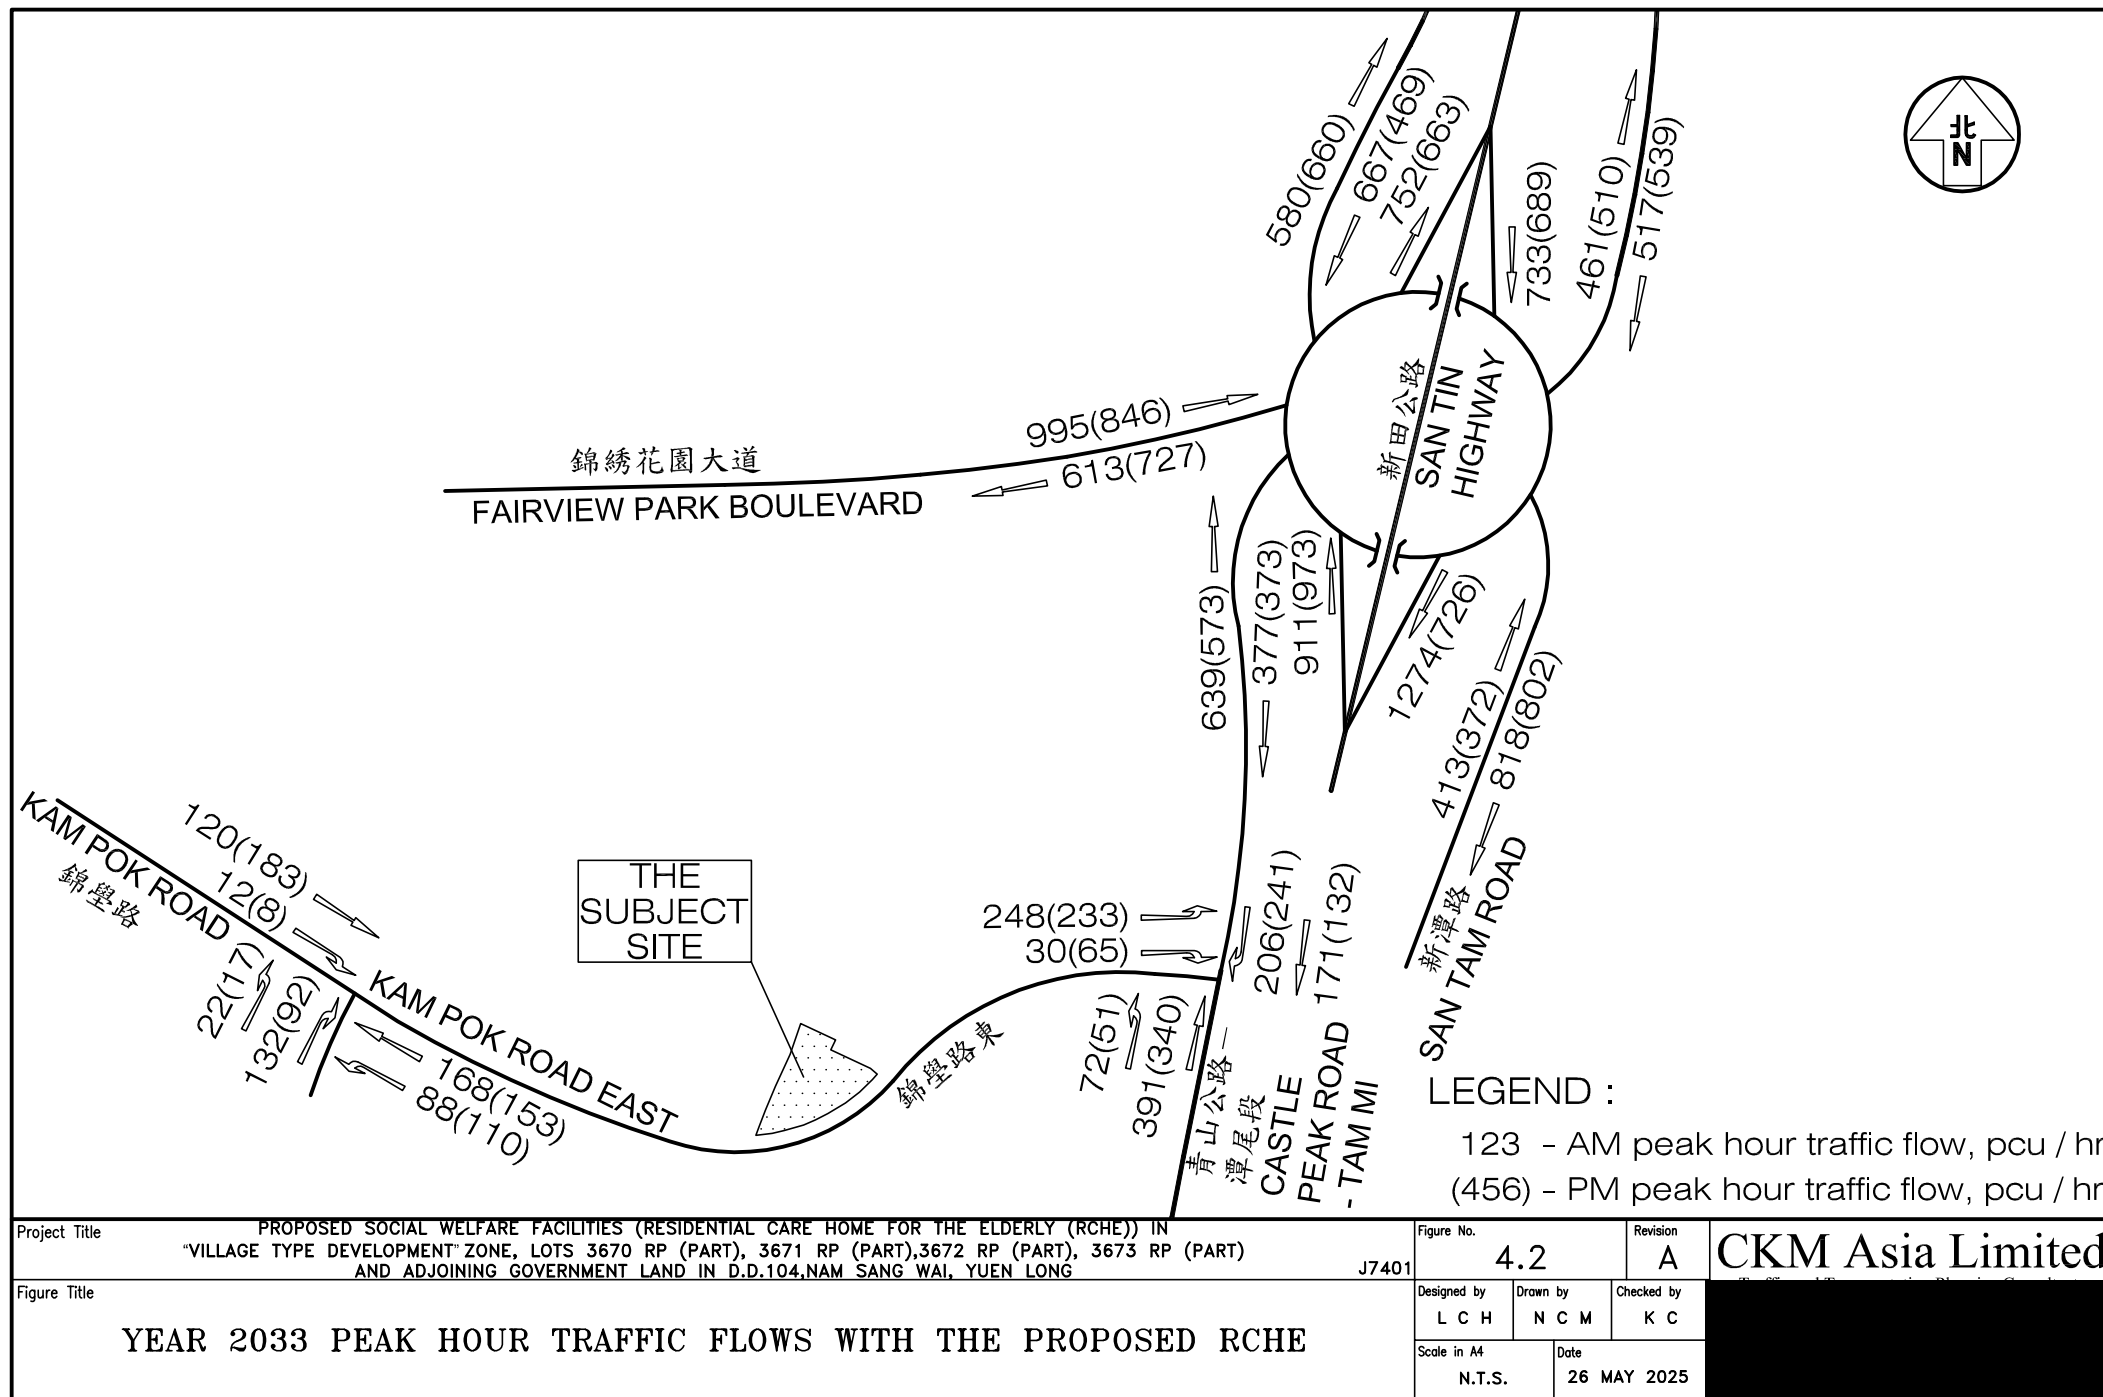 580(660)
667(469)
752(663)
733(689)
461(510)
517(539)
北
N
新田公路
SAN TIN
HIGHWAY
995(846)
613(727)
錦綉花園大道
FAIRVIEW PARK BOULEVARD
639(573)
377(373)
911(973)
1274(726)
413(372)
818(802)
新潭路
SAN TAM ROAD
KAM POK ROAD
錦壆路
120(183)
12(8)
22(17)
132(92)
KAM POK ROAD EAST
168(153)
88(110)
THE
SUBJECT
SITE
錦壆路東
248(233)
30(65)
206(241)
171(132)
72(51)
391(340)
青山公路－
潭尾段
CASTLE
PEAK ROAD
- TAM MI
LEGEND :
123 - AM peak hour traffic flow, pcu / hr
(456) - PM peak hour traffic flow, pcu / hr
Project Title
PROPOSED SOCIAL WELFARE FACILITIES (RESIDENTIAL CARE HOME FOR THE ELDERLY (RCHE)) IN
"VILLAGE TYPE DEVELOPMENT" ZONE, LOTS 3670 RP (PART), 3671 RP (PART),3672 RP (PART), 3673 RP (PART)
AND ADJOINING GOVERNMENT LAND IN D.D.104,NAM SANG WAI, YUEN LONG
J7401
Figure No.
4.2
Revision
A
CKM Asia Limited
Figure Title
YEAR 2033 PEAK HOUR TRAFFIC FLOWS WITH THE PROPOSED RCHE
Designed by
L C H
Drawn by
N C M
Checked by
K C
Scale in A4
N.T.S.
Date
26 MAY 2025